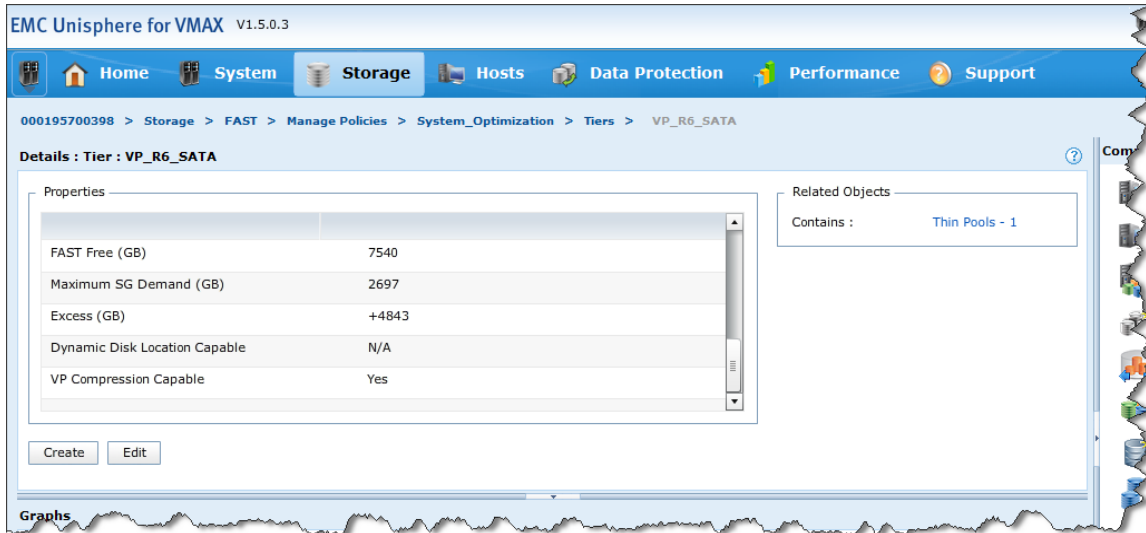 EMC Unisphere for VMAX V1.5.0.3
Home System Storage Hosts Data Protection Performance Support
000195700398 > Storage > FAST > Manage Policies > System_Optimization > Tiers > VP_R6_SATA
Details : Tier : VP_R6_SATA
Properties
FAST Free (GB) 7540
Maximum SG Demand (GB) 2697
Excess (GB) +4843
Dynamic Disk Location Capable N/A
VP Compression Capable Yes
Related Objects
Contains : Thin Pools - 1
Create Edit
Graphs